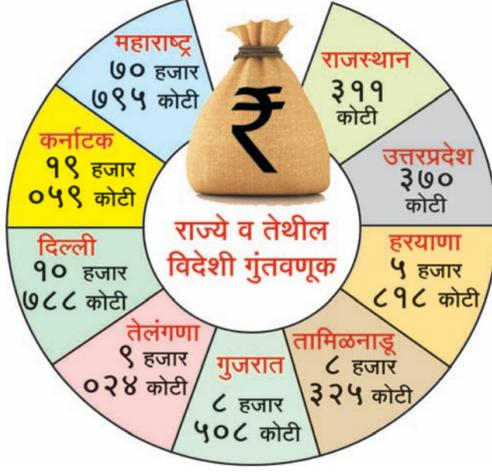 राज्ये व तेथील
विदेशी गुंतवणूक
महाराष्ट्र
७० हजार
७९५ कोटी
कर्नाटक
१९ हजार
०५९ कोटी
दिल्ली
१० हजार
७८८ कोटी
तेलंगणा
९ हजार
०२४ कोटी
गुजरात
८ हजार
५०८ कोटी
तामिळनाडू
८ हजार
३२५ कोटी
हरयाणा
५ हजार
८१८ कोटी
उत्तरप्रदेश
३७०
कोटी
राजस्थान
३११
कोटी
₹